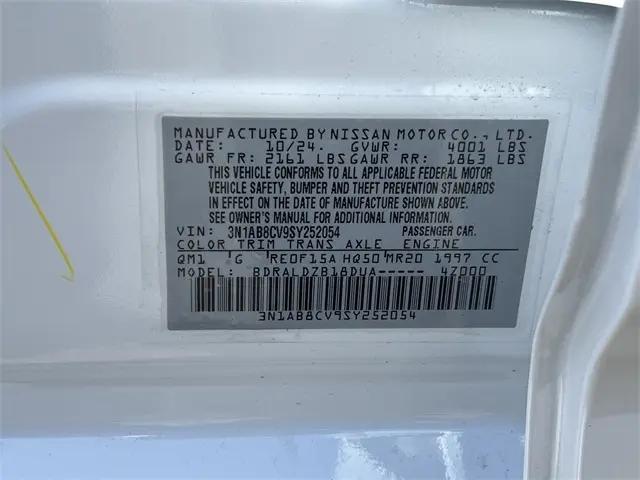 MANUFACTURED BY NISSAN MOTOR CO., LTD.
DATE: 10/24. GVWR: 4001 LBS
GAWR FR: 2161 LBS GAWR RR: 1863 LBS
THIS VEHICLE CONFORMS TO ALL APPLICABLE FEDERAL MOTOR
VEHICLE SAFETY, BUMPER AND THEFT PREVENTION STANDARDS
IN EFFECT ON THE DATE OF MANUFACTURE SHOWN ABOVE.
SEE OWNER'S MANUAL FOR ADDITIONAL INFORMATION
VIN: 3N1AB8CV9SY252054 PASSENGER CAR.
COLOR TRIM TRANS AXLE ENGINE
QM1 G RE0F15A HQ50 MR20 1997 CC
MODEL: BDRALDZB18DUA----- 4Z000
3N1AB8CV9SY252054